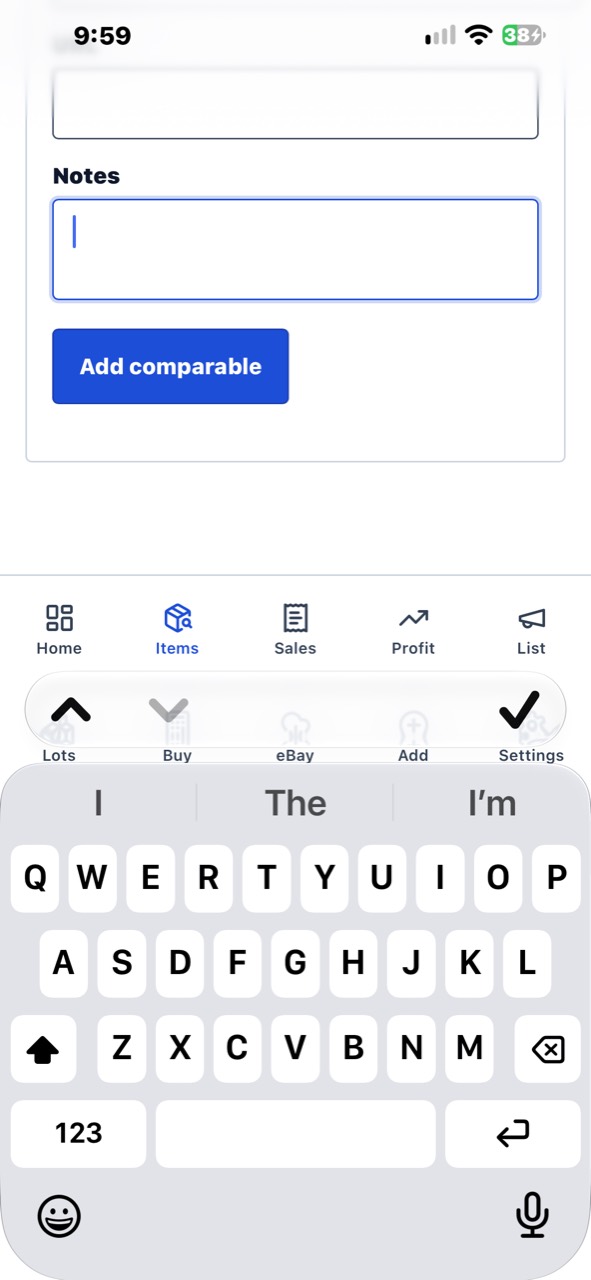 9:59
38
Notes
Add comparable
Home Items Sales Profit List
Lots Buy eBay Add Settings
I The I’m
Q W E R T Y U I O P
A S D F G H J K L
Z X C V B N M
123